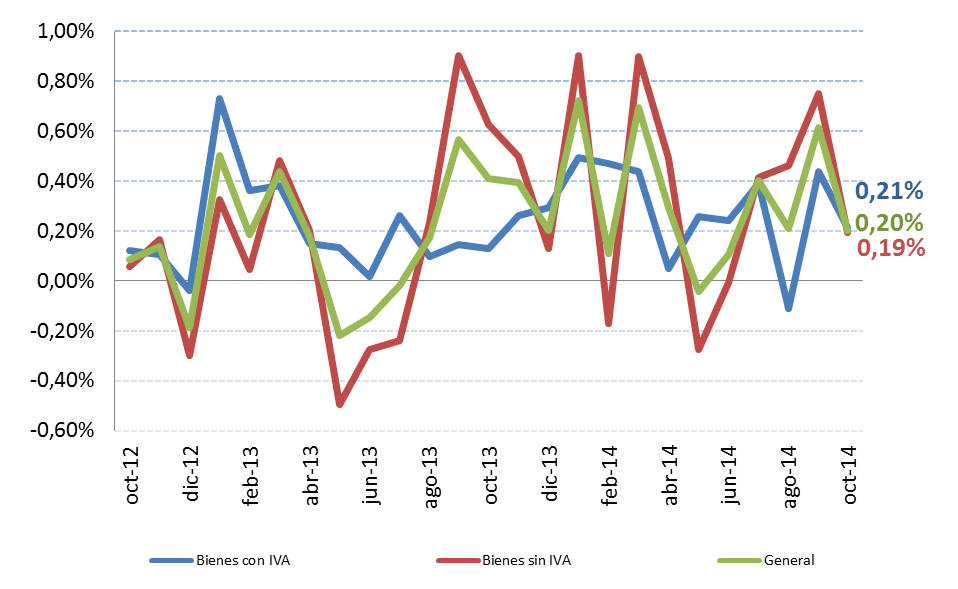 1,00%
0,80%
0,60%
0,40%
0,20%
0,00%
-0,20%
-0,40%
-0,60%
0,21%
0,20%
0,19%
oct-12
dic-12
feb-13
abr-13
jun-13
ago-13
oct-13
dic-13
feb-14
abr-14
jun-14
ago-14
oct-14
Bienes con IVA
Bienes sin IVA
General